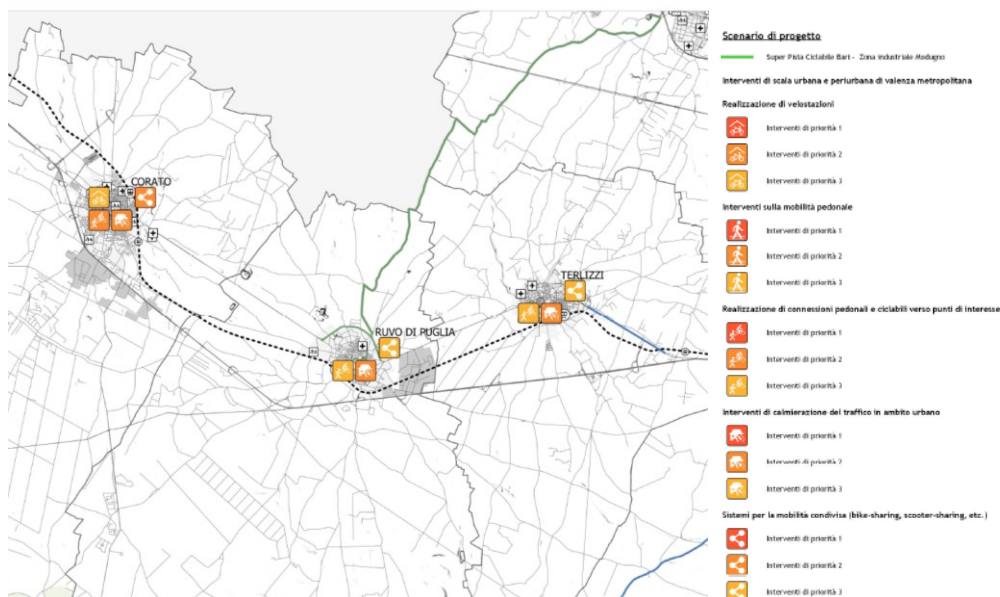 CORATO
RUVO DI PUGLIA
TERLIZZI
Scenario di progetto
Super Pista Ciclabile Bari - Zona Industriale Modugno
Interventi di scala urbana e periurbana di valenza metropolitana
Realizzazione di velostazioni
Interventi di priorità 1
Interventi di priorità 2
Interventi di priorità 3
Interventi sulla mobilità pedonale
Interventi di priorità 1
Interventi di priorità 2
Interventi di priorità 3
Realizzazione di connessioni pedonali e ciclabili verso punti di interesse
Interventi di priorità 1
Interventi di priorità 2
Interventi di priorità 3
Interventi di calmierazione del traffico in ambito urbano
Interventi di priorità 1
Interventi di priorità 2
Interventi di priorità 3
Sistemi per la mobilità condivisa (bike-sharing, scooter-sharing, etc.)
Interventi di priorità 1
Interventi di priorità 2
Interventi di priorità 3